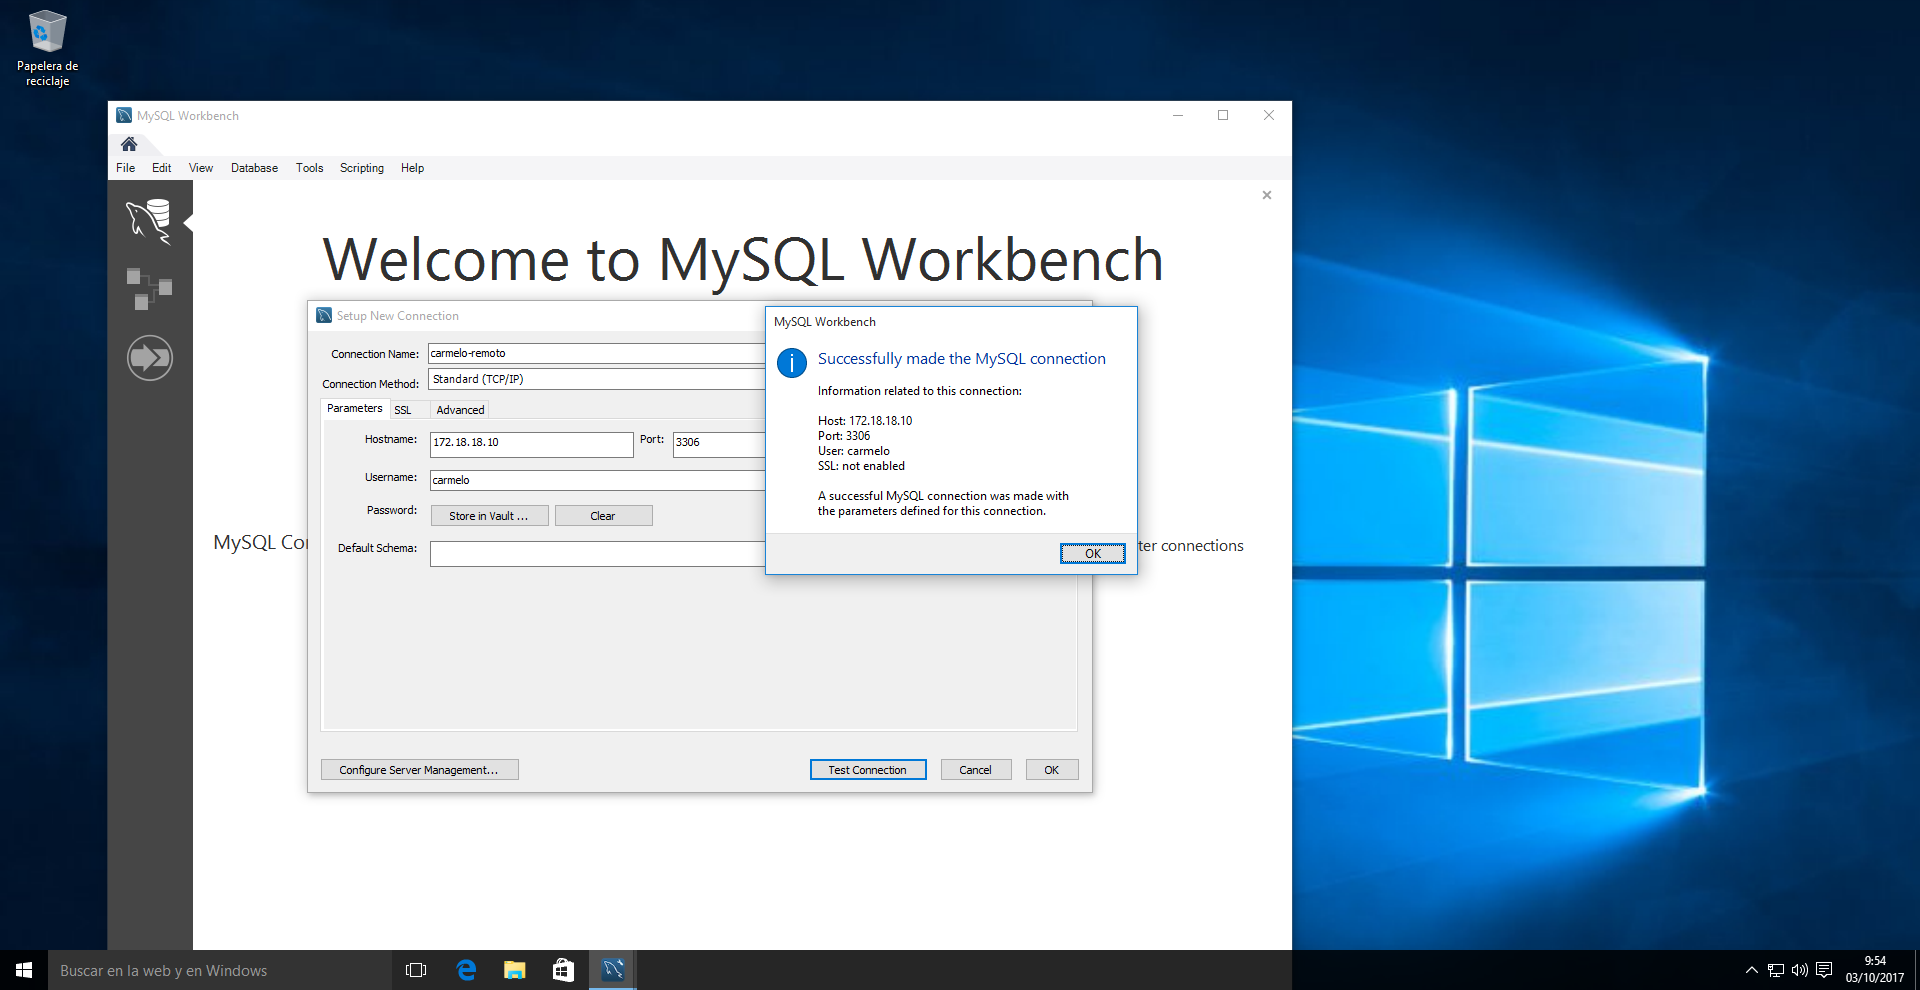 Papelera de
reciclaje
MySQL Workbench
File Edit View Database Tools Scripting Help
Welcome to MySQL Workbench
Setup New Connection
Connection Name: carmelo-remoto
Connection Method: Standard (TCP/IP)
Parameters SSL Advanced
Hostname: 172.18.18.10 Port: 3306
Username: carmelo
Password: Store in Vault ... Clear
Default Schema:
Configure Server Management...
Test Connection Cancel OK
MySQL Workbench
Successfully made the MySQL connection
Information related to this connection:
Host: 172.18.18.10
Port: 3306
User: carmelo
SSL: not enabled
A successful MySQL connection was made with
the parameters defined for this connection.
OK
MySQL Co
ter connections
Buscar en la web y en Windows
9:54
03/10/2017